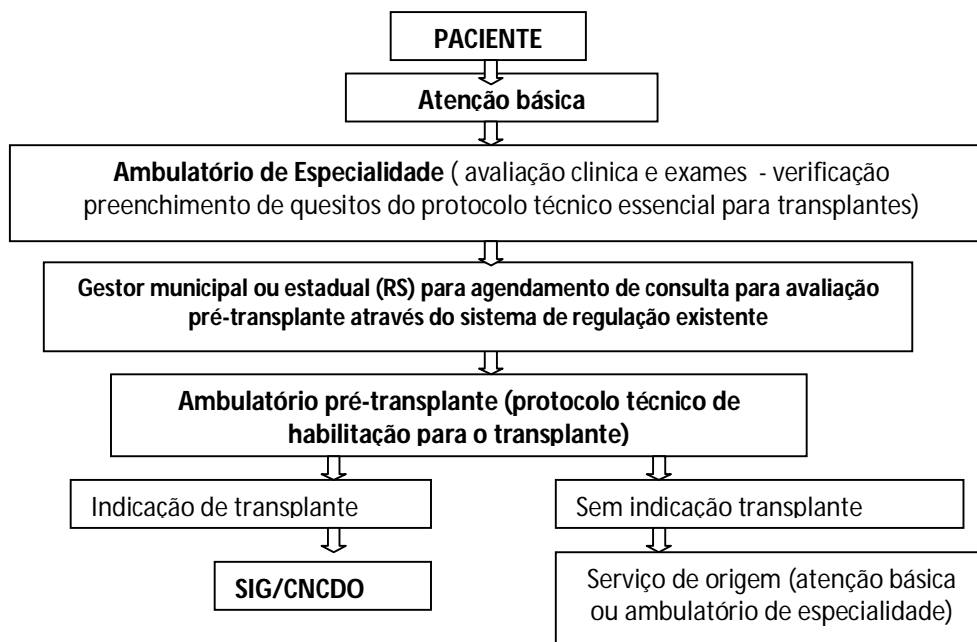 PACIENTE
Atenção básica
Ambulatório de Especialidade ( avaliação clinica e exames - verificação
preenchimento de quesitos do protocolo técnico essencial para transplantes)
Gestor municipal ou estadual (RS) para agendamento de consulta para avaliação
pré-transplante através do sistema de regulação existente
Ambulatório pré-transplante (protocolo técnico de
habilitação para o transplante)
Indicação de transplante
Sem indicação transplante
SIG/CNCDO
Serviço de origem (atenção básica
ou ambulatório de especialidade)